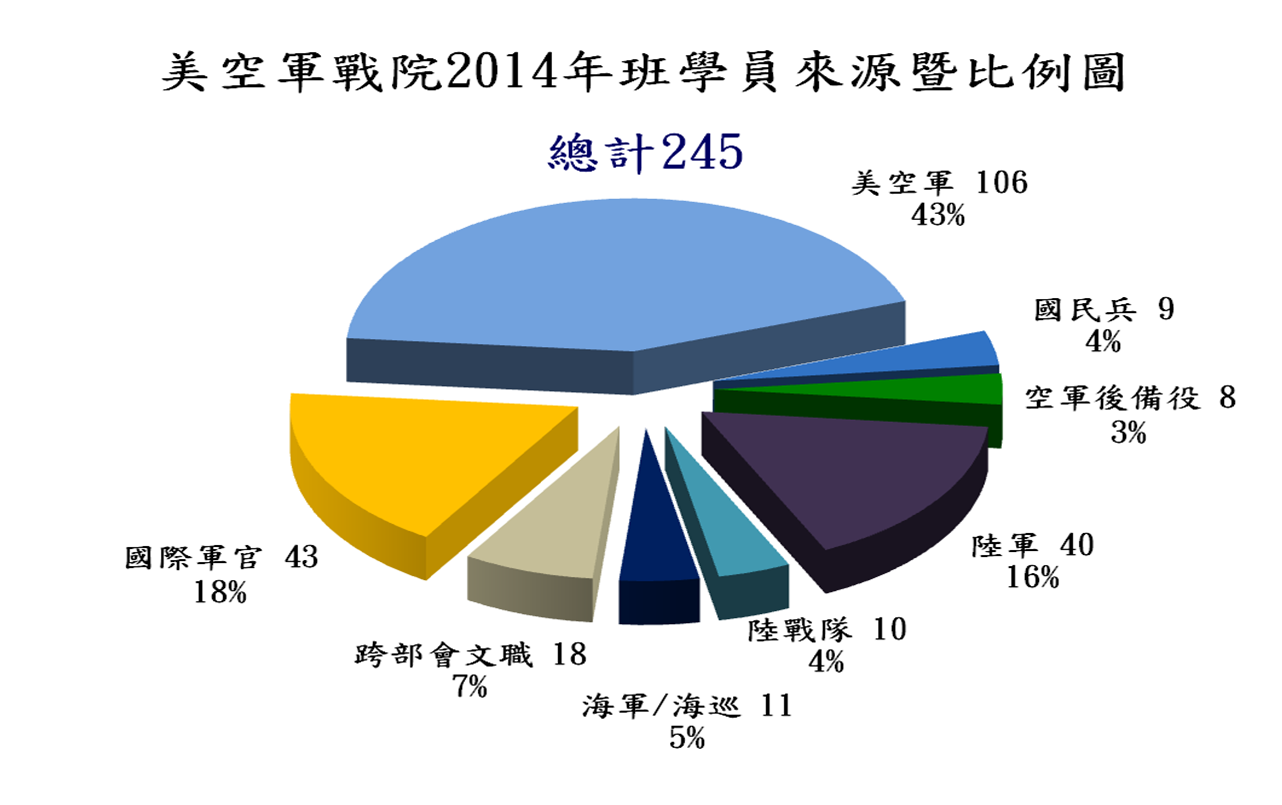 美空軍戰院2014年班學員來源暨比例圖
總計245
美空軍 106
43%
國民兵 9
4%
空軍後備役 8
3%
陸軍 40
16%
陸戰隊 10
4%
海軍/海巡 11
5%
跨部會文職 18
7%
國際軍官 43
18%